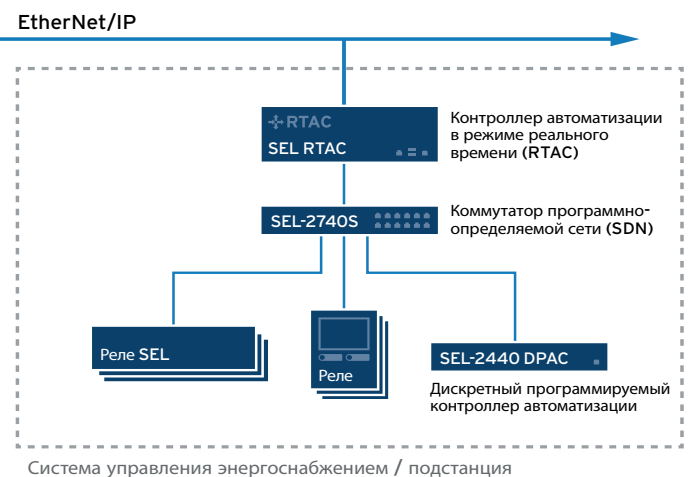 EtherNet/IP
RTAC
SEL RTAC
Контроллер автоматизации
в режиме реального
времени (RTAC)
SEL-2740S
Коммутатор программно-
определяемой сети (SDN)
Реле SEL
Реле
SEL-2440 DPAC
Дискретный программируемый
контроллер автоматизации
Система управления энергоснабжением / подстанция